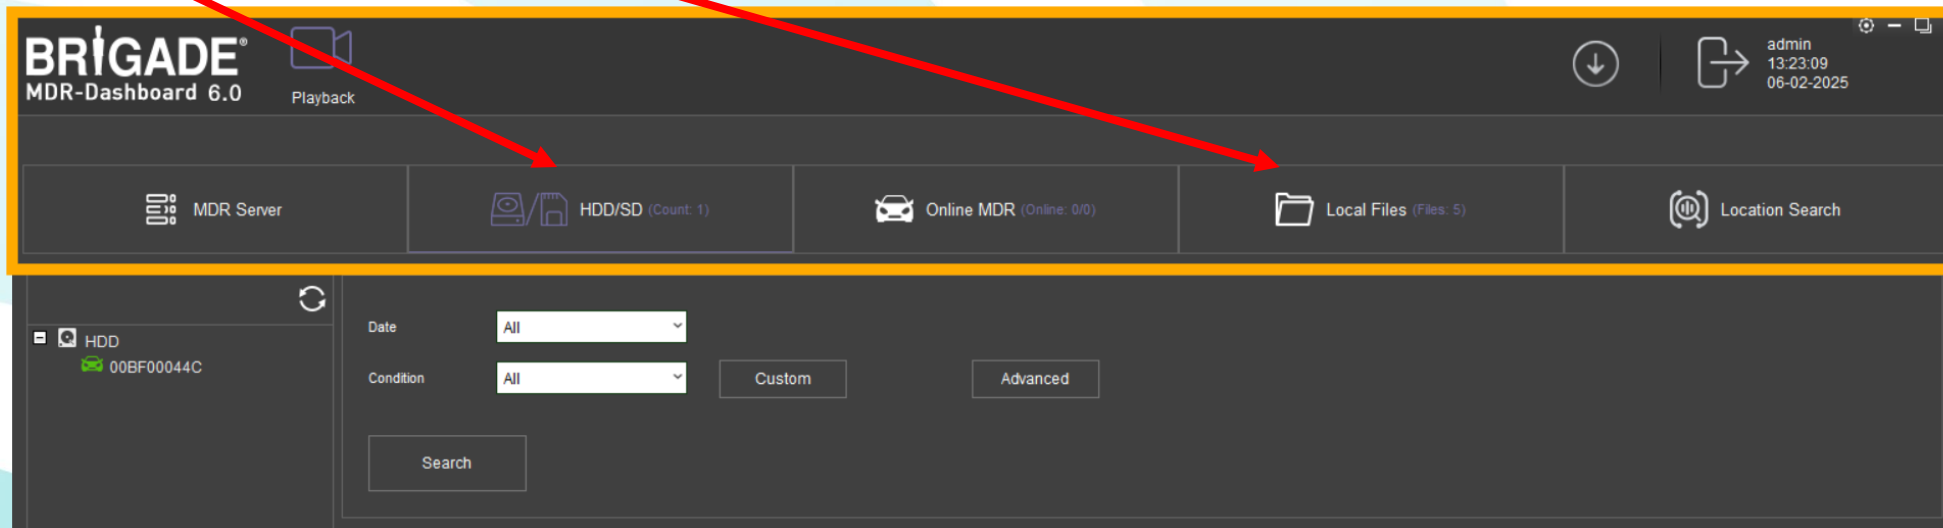 BRIGADE®
MDR-Dashboard 6.0
Playback
admin
13:23:09
06-02-2025
MDR Server
HDD/SD (Count: 1)
Online MDR (Online: 0/0)
Local Files (Files: 5)
Location Search
HDD
00BF00044C
Date All
Condition All Custom Advanced
Search